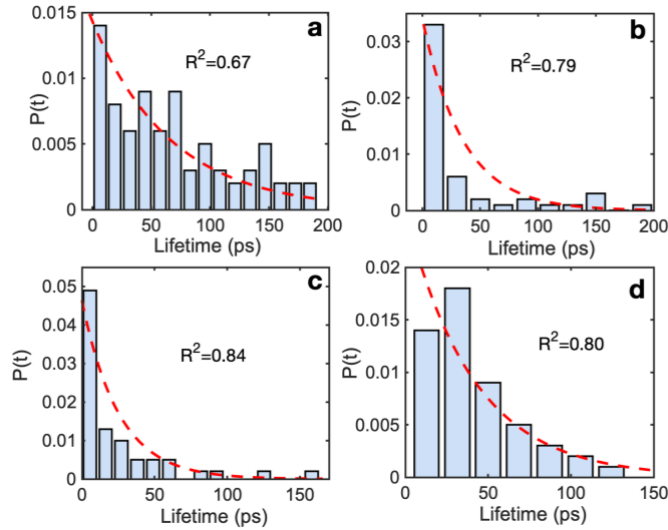 a
R²=0.67
P(t)
0.015
0.01
0.005
0
0 50 100 150 200
Lifetime (ps)
b
R²=0.79
P(t)
0.03
0.02
0.01
0
0 50 100 150 200
Lifetime (ps)
c
R²=0.84
P(t)
0.05
0.04
0.03
0.02
0.01
0
0 50 100 150
Lifetime (ps)
d
R²=0.80
P(t)
0.02
0.015
0.01
0.005
0
0 50 100 150
Lifetime (ps)